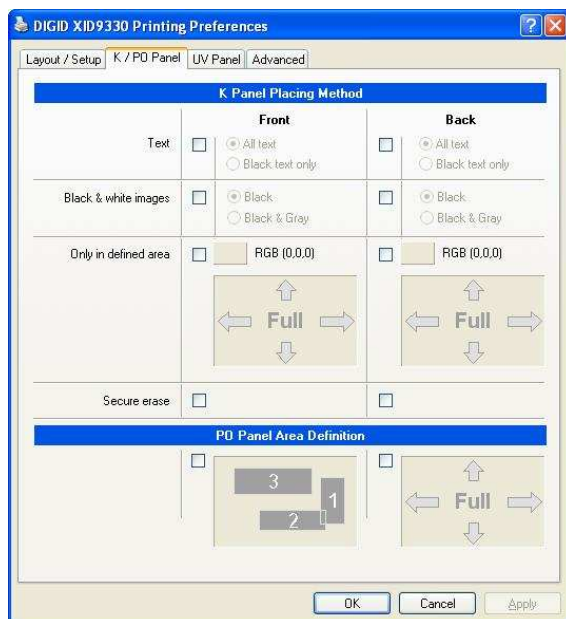 DIGID XID9330 Printing Preferences
Layout / Setup K / PO Panel UV Panel Advanced
K Panel Placing Method
Front Back
Text All text All text
Black text only Black text only
Black & white images Black Black
Black & Gray Black & Gray
Only in defined area RGB (0,0,0) RGB (0,0,0)
Full Full
Secure erase
PO Panel Area Definition
3
1 Full
2
OK Cancel Apply